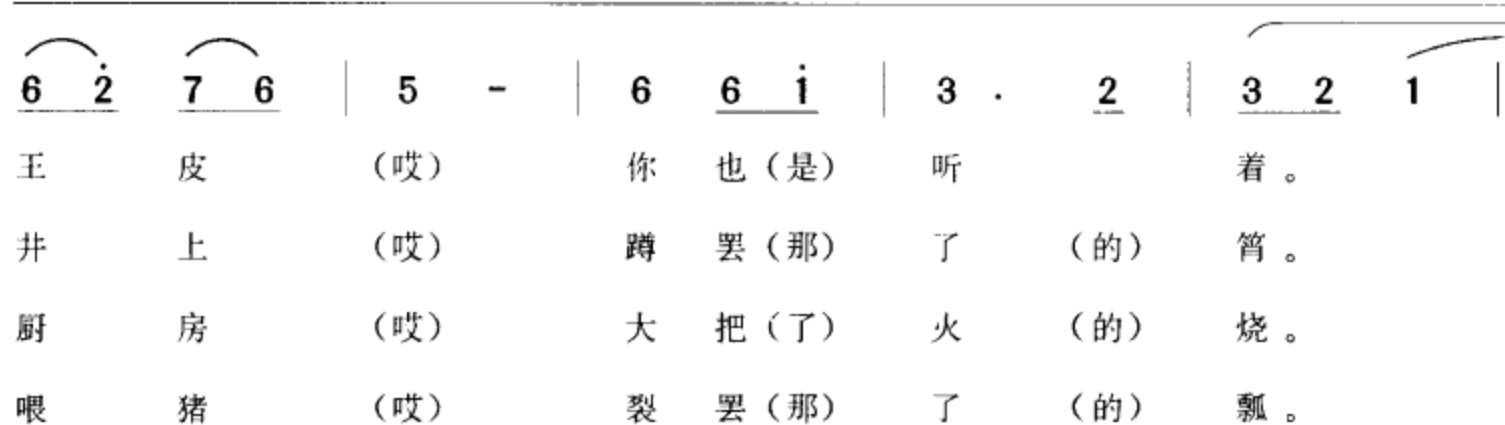 6 2̇ 7 6 | 5 - | 6 6 1̇ | 3 . 2 | 3 2 1 |
王 皮 （哎） 你 也（是） 听 着。
井 上 （哎） 蹲 罢（那） 了 （的） 筲。
厨 房 （哎） 大 把（了） 火 （的） 烧。
喂 猪 （哎） 裂 罢（那） 了 （的） 瓢。